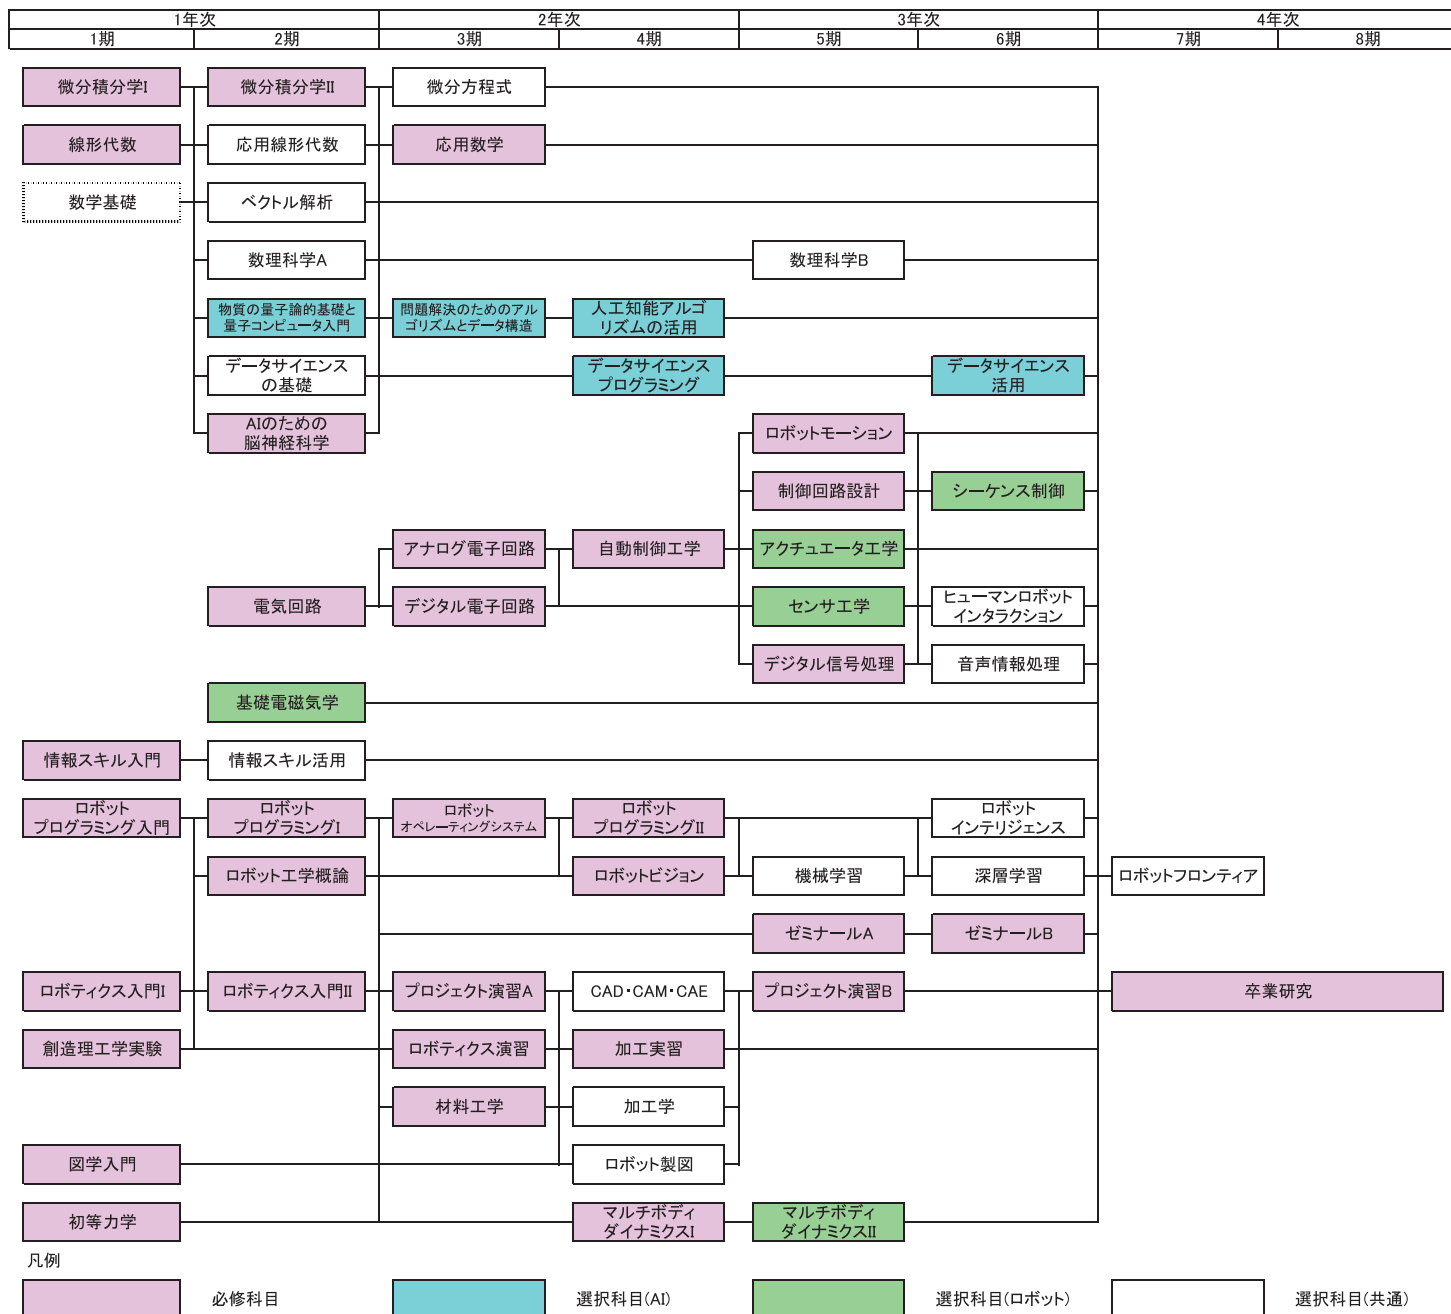 1年次 2年次 3年次 4年次
1期 2期 3期 4期 5期 6期 7期 8期
微分積分学I 微分積分学II 微分方程式
線形代数 応用線形代数 応用数学
数学基礎 ベクトル解析
数理科学A 数理科学B
物質の量子論的基礎と
量子コンピュータ入門
問題解決のためのアル
ゴリズムとデータ構造
人工知能アルゴ
リズムの活用
データサイエンス
の基礎
データサイエンス
プログラミング
データサイエンス
活用
AIのための
脳神経科学
ロボットモーション
制御回路設計 シーケンス制御
アナログ電子回路 自動制御工学 アクチュエータ工学
電気回路 デジタル電子回路 センサ工学
ヒューマンロボット
インタラクション
デジタル信号処理 音声情報処理
基礎電磁気学
情報スキル入門 情報スキル活用
ロボット
プログラミング入門
ロボット
プログラミングI
ロボット
オペレーティングシステム
ロボット
プログラミングII
ロボット
インテリジェンス
ロボット工学概論 ロボットビジョン 機械学習 深層学習 ロボットフロンティア
ゼミナールA ゼミナールB
ロボティクス入門I ロボティクス入門II プロジェクト演習A CAD・CAM・CAE プロジェクト演習B 卒業研究
創造理工学実験 ロボティクス演習 加工実習
材料工学 加工学
図学入門 ロボット製図
初等力学
マルチボディ
ダイナミクスI
マルチボディ
ダイナミクスII
凡例
必修科目 選択科目(AI) 選択科目(ロボット) 選択科目(共通)